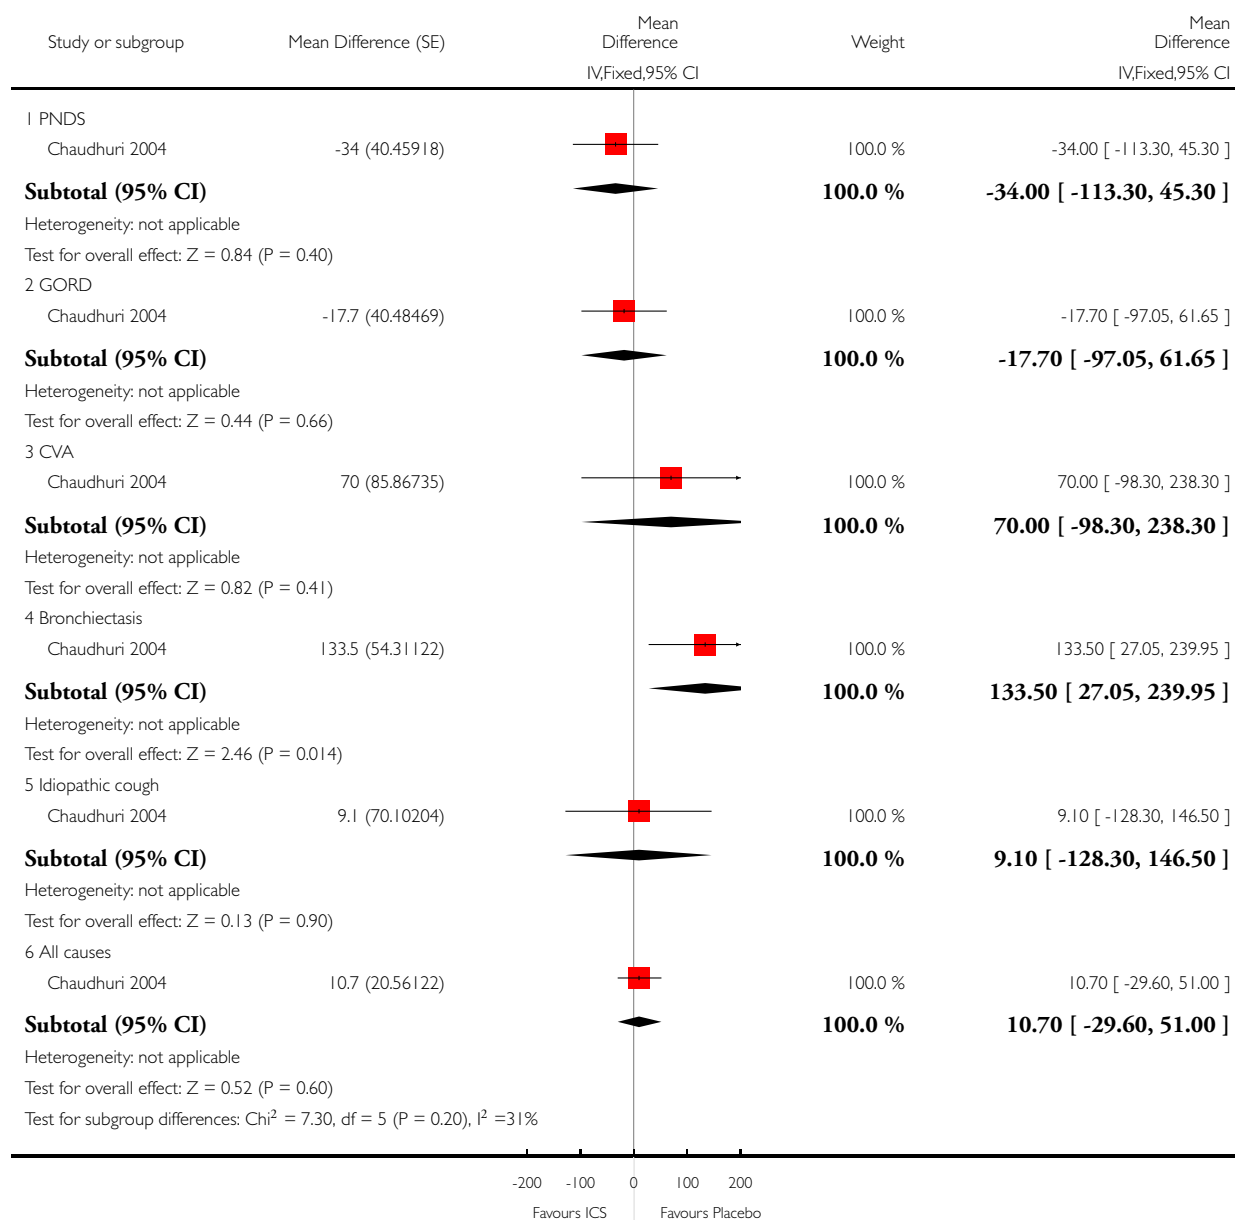 Study or subgroup Mean Difference (SE) Mean Difference Weight Mean Difference
IV,Fixed,95% CI IV,Fixed,95% CI
1 PNDS
Chaudhuri 2004 -34 (40.45918) 100.0 % -34.00 [ -113.30, 45.30 ]
Subtotal (95% CI) 100.0 % -34.00 [ -113.30, 45.30 ]
Heterogeneity: not applicable
Test for overall effect: Z = 0.84 (P = 0.40)
2 GORD
Chaudhuri 2004 -17.7 (40.48469) 100.0 % -17.70 [ -97.05, 61.65 ]
Subtotal (95% CI) 100.0 % -17.70 [ -97.05, 61.65 ]
Heterogeneity: not applicable
Test for overall effect: Z = 0.44 (P = 0.66)
3 CVA
Chaudhuri 2004 70 (85.86735) 100.0 % 70.00 [ -98.30, 238.30 ]
Subtotal (95% CI) 100.0 % 70.00 [ -98.30, 238.30 ]
Heterogeneity: not applicable
Test for overall effect: Z = 0.82 (P = 0.41)
4 Bronchiectasis
Chaudhuri 2004 133.5 (54.31122) 100.0 % 133.50 [ 27.05, 239.95 ]
Subtotal (95% CI) 100.0 % 133.50 [ 27.05, 239.95 ]
Heterogeneity: not applicable
Test for overall effect: Z = 2.46 (P = 0.014)
5 Idiopathic cough
Chaudhuri 2004 9.1 (70.10204) 100.0 % 9.10 [ -128.30, 146.50 ]
Subtotal (95% CI) 100.0 % 9.10 [ -128.30, 146.50 ]
Heterogeneity: not applicable
Test for overall effect: Z = 0.13 (P = 0.90)
6 All causes
Chaudhuri 2004 10.7 (20.56122) 100.0 % 10.70 [ -29.60, 51.00 ]
Subtotal (95% CI) 100.0 % 10.70 [ -29.60, 51.00 ]
Heterogeneity: not applicable
Test for overall effect: Z = 0.52 (P = 0.60)
Test for subgroup differences: Chi² = 7.30, df = 5 (P = 0.20), I² =31%
-200 -100 0 100 200
Favours ICS Favours Placebo